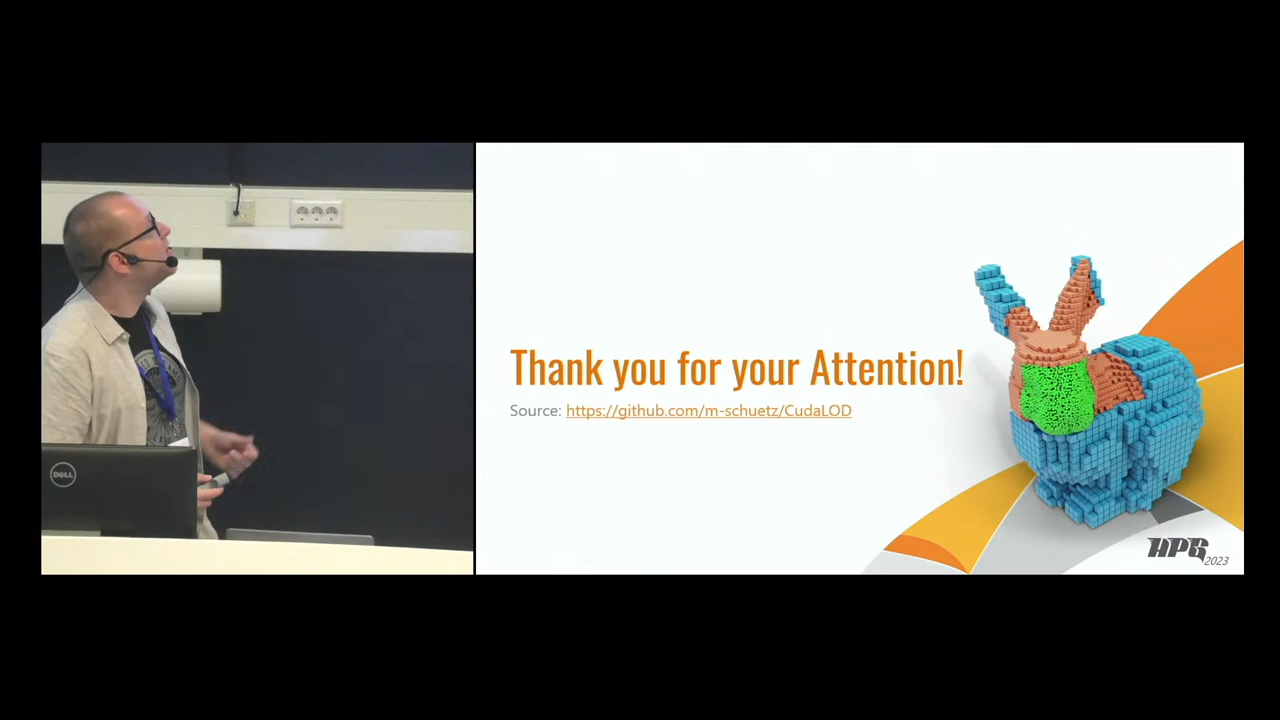 Thank you for your Attention!
Source: https://github.com/m-schuetz/CudaLOD
HPG 2023
DELL